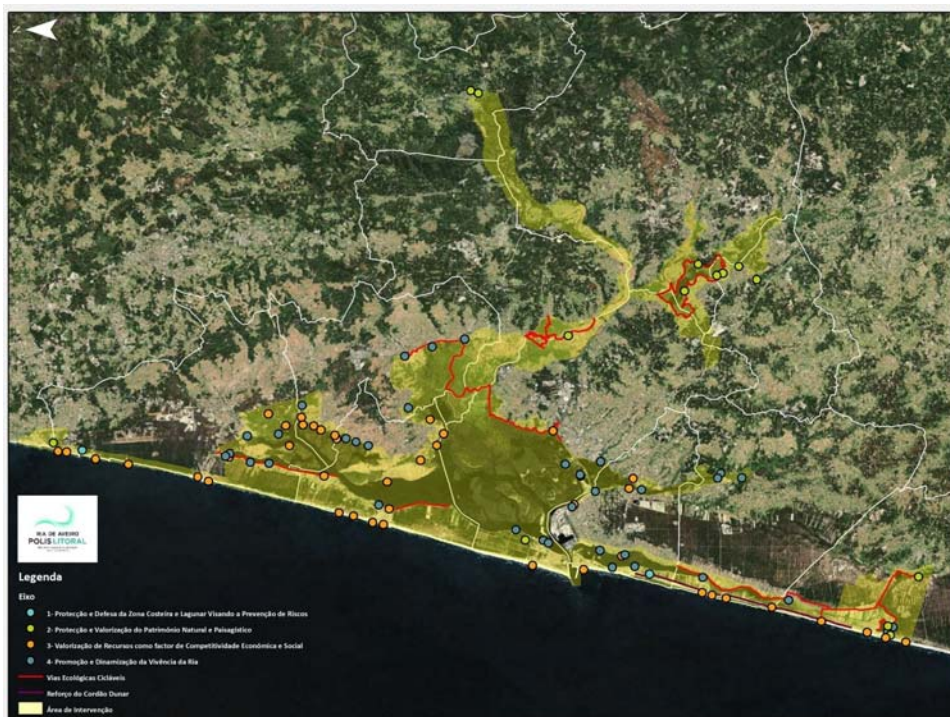 RIA DE AVEIRO
POLIS LITORAL
Legenda
Eixo
1- Protecção e Defesa da Zona Costeira e Lagunar Visando a Prevenção de Riscos
2- Protecção e Valorização do Património Natural e Paisagístico
3- Valorização de Recursos como factor de Competitividade Económica e Social
4- Promoção e Dinamização da Vivência da Ria
Vias Ecológicas Cicláveis
Reforço do Cordão Dunar
Área de Intervenção